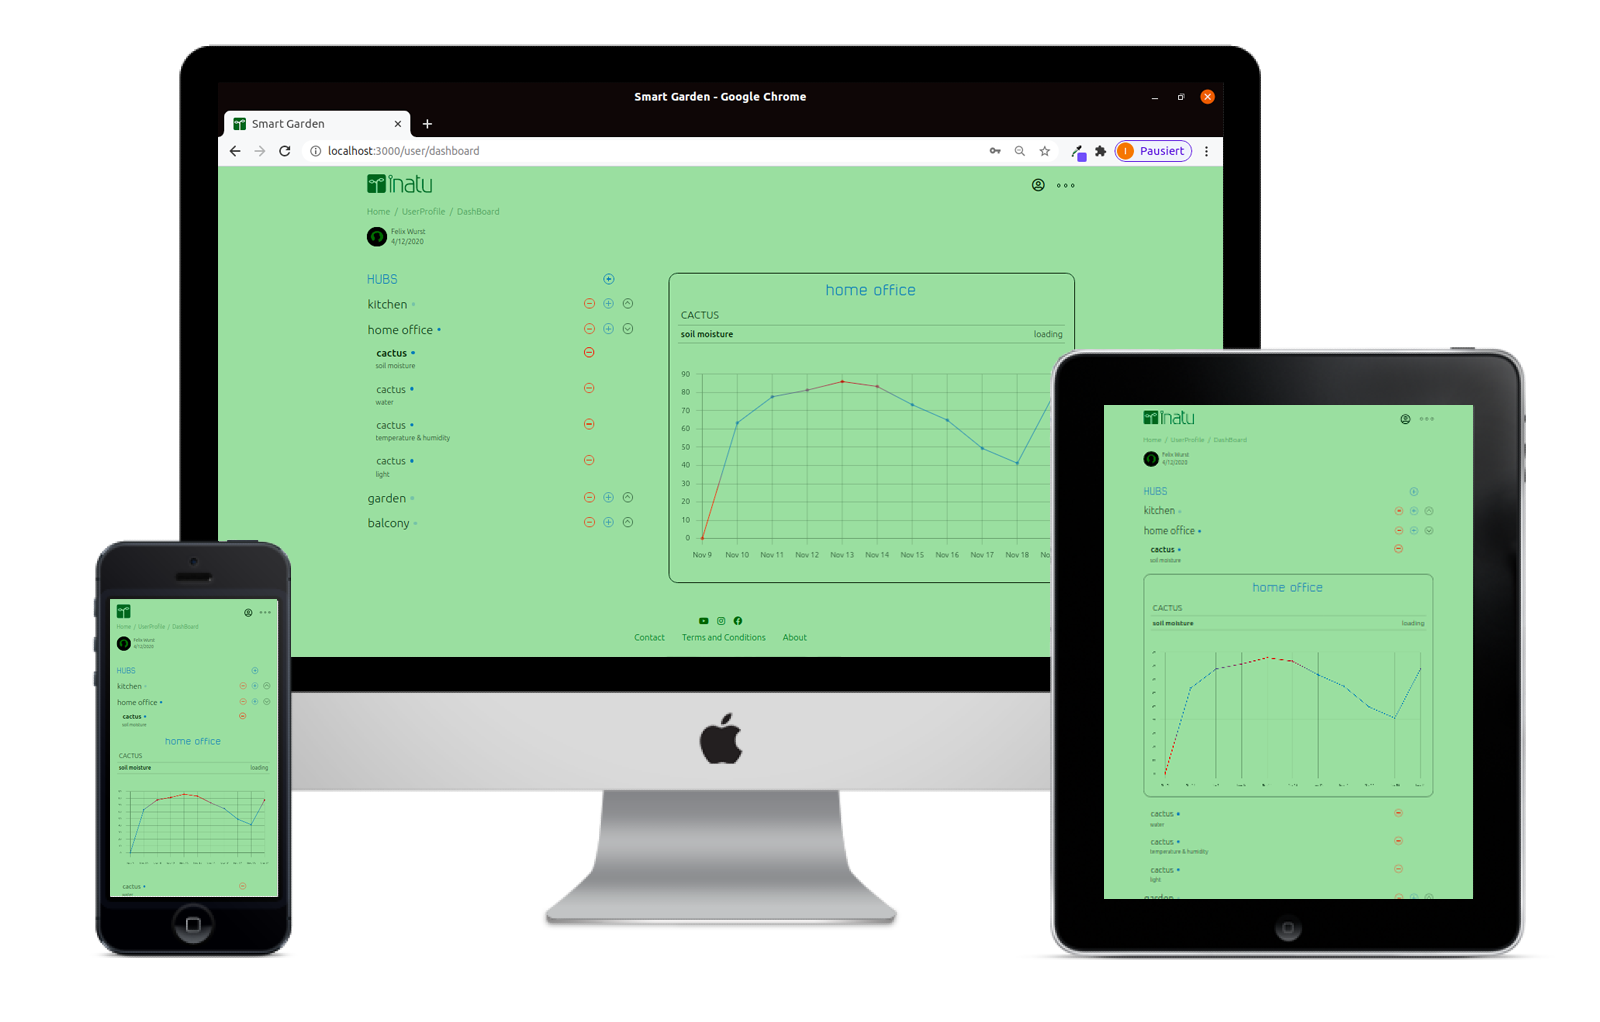 Smart Garden - Google Chrome
Smart Garden
localhost:3000/user/dashboard
Pausiert
inatu
Home / UserProfile / DashBoard
Felix Wurst
4/12/2020
HUBS
kitchen
home office
cactus
soil moisture
cactus
water
cactus
temperature & humidity
cactus
light
garden
balcony
home office
CACTUS
soil moisture loading
90
80
70
60
50
40
30
20
10
0
Nov 9 Nov 10 Nov 11 Nov 12 Nov 13 Nov 14 Nov 15 Nov 16 Nov 17 Nov 18
Contact Terms and Conditions About
Home / UserProfile / DashBoard
Felix Wurst
4/12/2020
HUBS
kitchen
home office
cactus
soil moisture
home office
CACTUS
soil moisture loading
cactus
water
inatu
Home / UserProfile / DashBoard
Felix Wurst
4/12/2020
HUBS
kitchen
home office
cactus
soil moisture
home office
CACTUS
soil moisture loading
cactus
water
cactus
temperature & humidity
cactus
light
garden